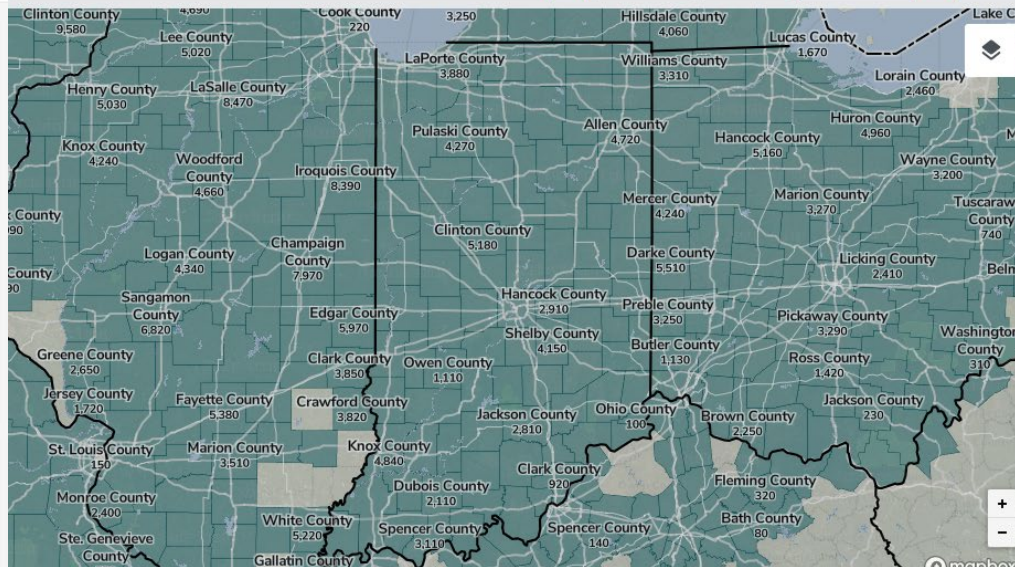 Clinton County
9,580
4,690
Cook County
220
3,250
Hillsdale County
4,060
Lake C
Lee County
5,020
LaPorte County
3,880
Williams County
3,310
Lucas County
1,670
Henry County
5,030
LaSalle County
8,470
Lorain County
2,460
Knox County
4,240
Woodford
County
4,660
Pulaski County
4,270
Allen County
4,720
Hancock County
5,160
Huron County
4,960
M
Iroquois County
8,390
Wayne County
3,200
Mercer County
4,240
Marion County
3,270
Tuscaraw
County
740
x County
990
Clinton County
5,180
Logan County
4,340
Champaign
County
7,970
Darke County
5,510
Licking County
2,410
Belm
County
90
Sangamon
County
6,820
Edgar County
5,970
Hancock County
2,910
Preble County
3,250
Pickaway County
3,290
Shelby County
4,150
Washington
County
310
Greene County
2,650
Clark County
3,850
Owen County
1,110
Butler County
1,130
Ross County
1,420
Jersey County
1,720
Fayette County
5,380
Crawford County
3,820
Jackson County
2,810
Ohio County
100
Brown County
2,250
Jackson County
230
St. Louis County
150
Marion County
3,510
Knox County
4,840
Clark County
920
Monroe County
2,400
Dubois County
2,110
Fleming County
320
White County
5,220
Spencer County
3,110
Spencer County
140
Bath County
80
Ste. Genevieve
County
Gallatin County
+
−
mapbox